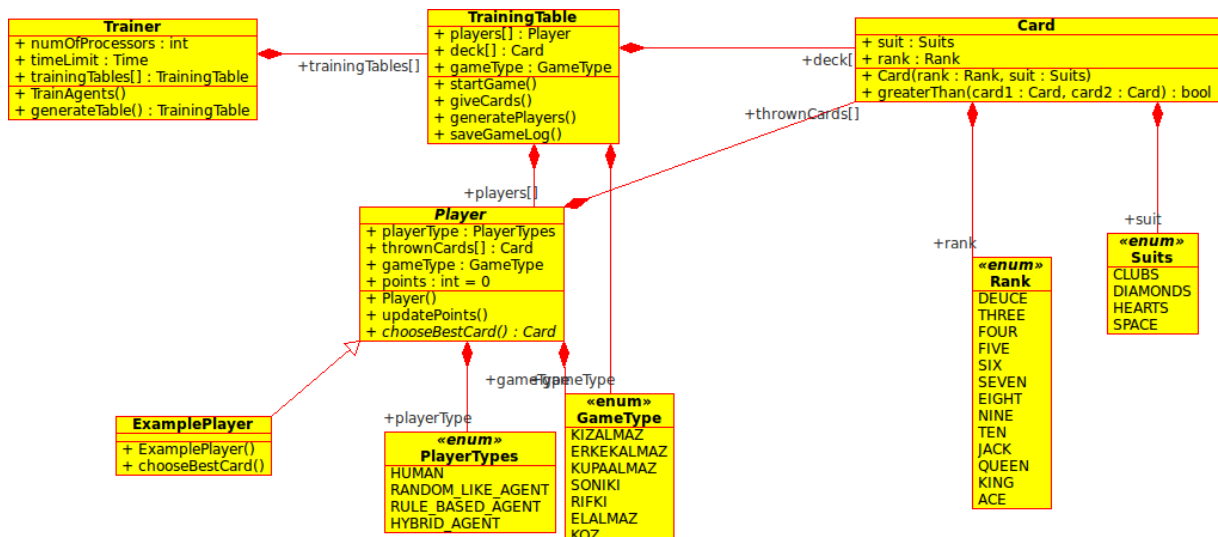 Trainer
+ numOfProcessors : int
+ timeLimit : Time
+ trainingTables[] : TrainingTable
+ TrainAgents()
+ generateTable() : TrainingTable
+trainingTables[]
TrainingTable
+ players[] : Player
+ deck[] : Card
+ gameType : GameType
+ startGame()
+ giveCards()
+ generatePlayers()
+ saveGameLog()
+deck[
+thrownCards[]
Card
+ suit : Suits
+ rank : Rank
+ Card(rank : Rank, suit : Suits)
+ greaterThan(card1 : Card, card2 : Card) : bool
+players[]
Player
+ playerType : PlayerTypes
+ thrownCards[] : Card
+ gameType : GameType
+ points : int = 0
+ Player()
+ updatePoints()
+ chooseBestCard() : Card
+suit
«enum»
Suits
CLUBS
DIAMONDS
HEARTS
SPACE
+rank
«enum»
Rank
DEUCE
THREE
FOUR
FIVE
SIX
SEVEN
EIGHT
NINE
TEN
JACK
QUEEN
KING
ACE
+gameType
+gameType
ExamplePlayer
+ ExamplePlayer()
+ chooseBestCard()
+playerType
«enum»
PlayerTypes
HUMAN
RANDOM_LIKE_AGENT
RULE_BASED_AGENT
HYBRID_AGENT
«enum»
GameType
KIZALMAZ
ERKEKALMAZ
KUPAALMAZ
SONIKI
RIFKI
ELALMAZ
KOZ